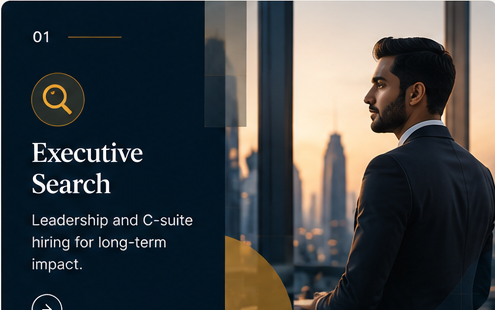 01
Executive
Search
Leadership and C-suite
hiring for long-term
impact.